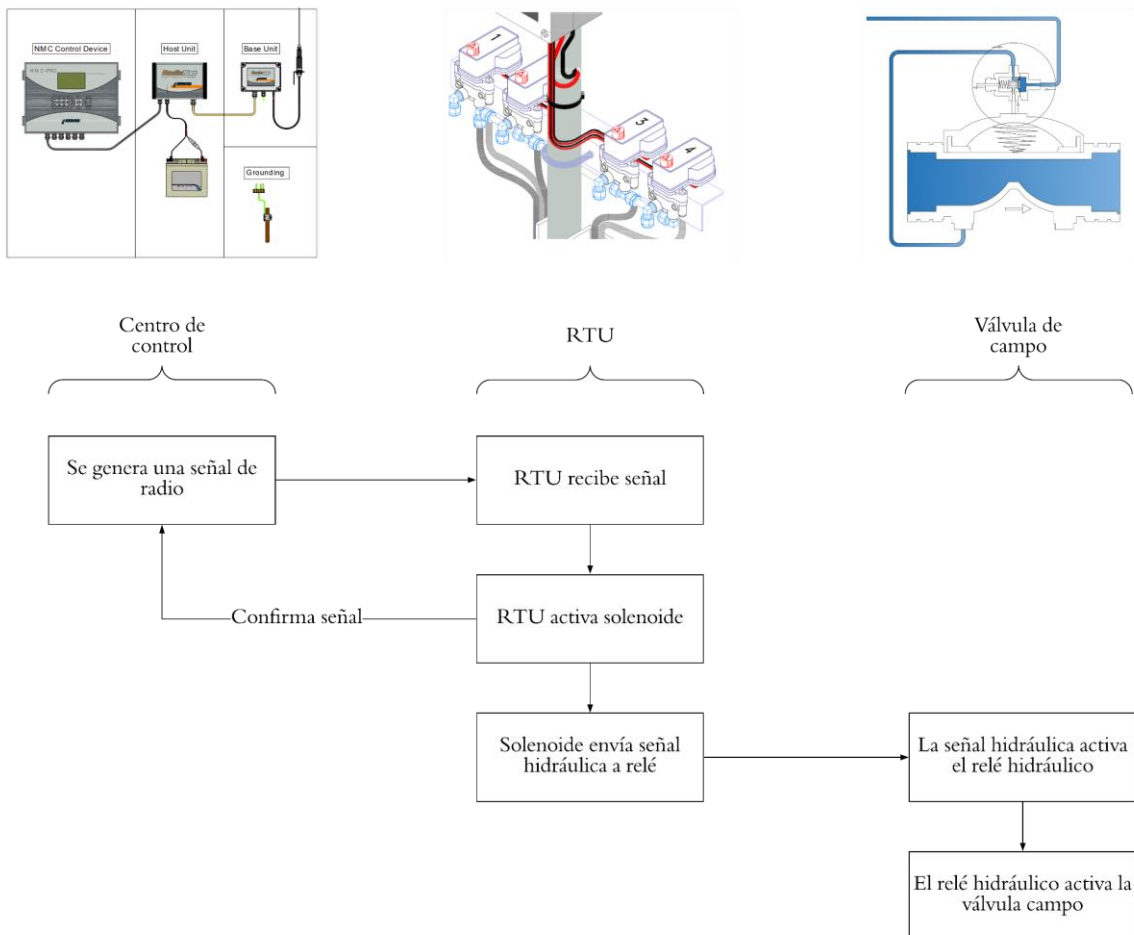 NMC Control Device
Host Unit
Base Unit
NMC-PRO
Grounding
1
3
4
Centro de
control
RTU
Válvula de
campo
Se genera una señal de
radio
RTU recibe señal
Confirma señal
RTU activa solenoide
Solenoide envía señal
hidráulica a relé
La señal hidráulica activa
el relé hidráulico
El relé hidráulico activa la
válvula campo